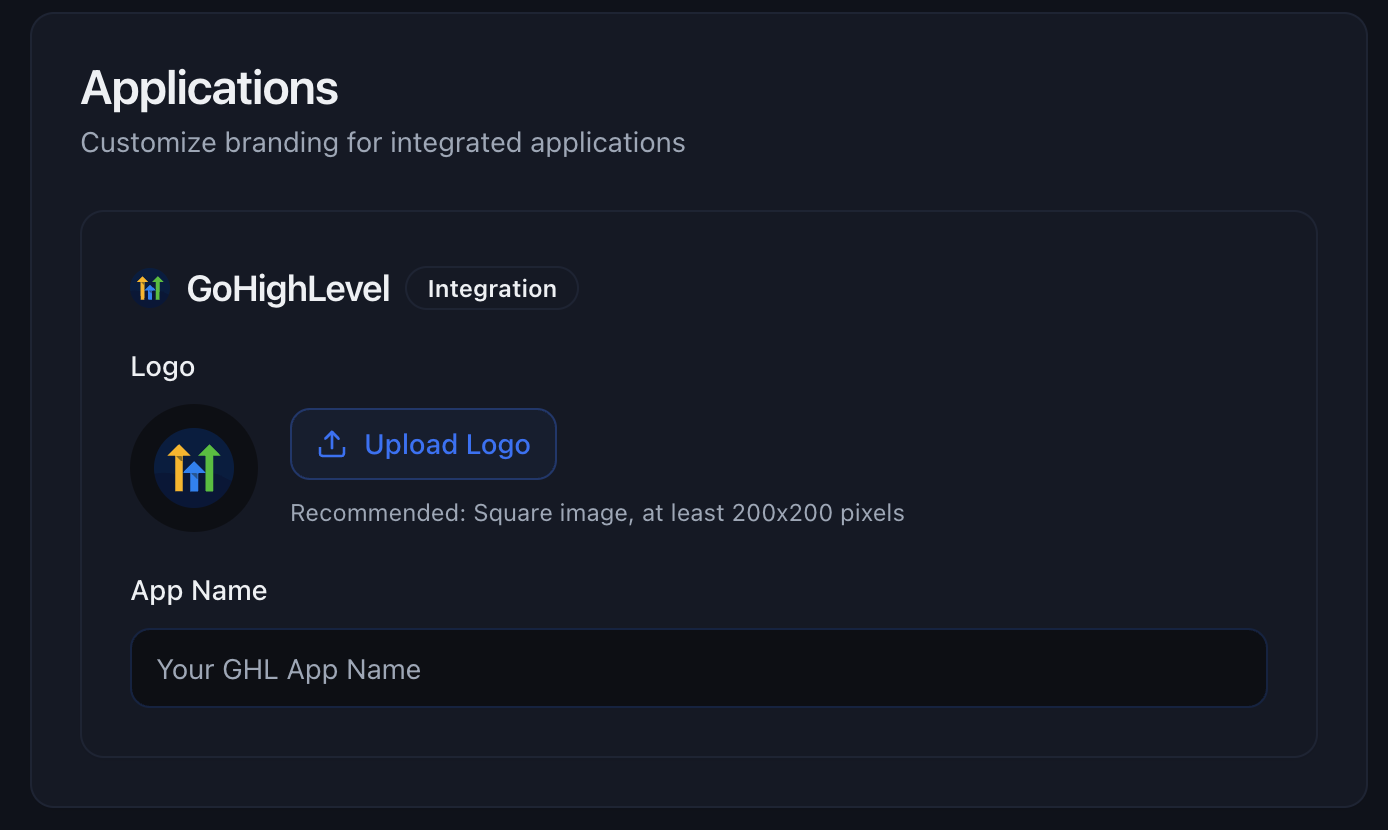 Applications
Customize branding for integrated applications
GoHighLevel Integration
Logo
Upload Logo
Recommended: Square image, at least 200x200 pixels
App Name
Your GHL App Name